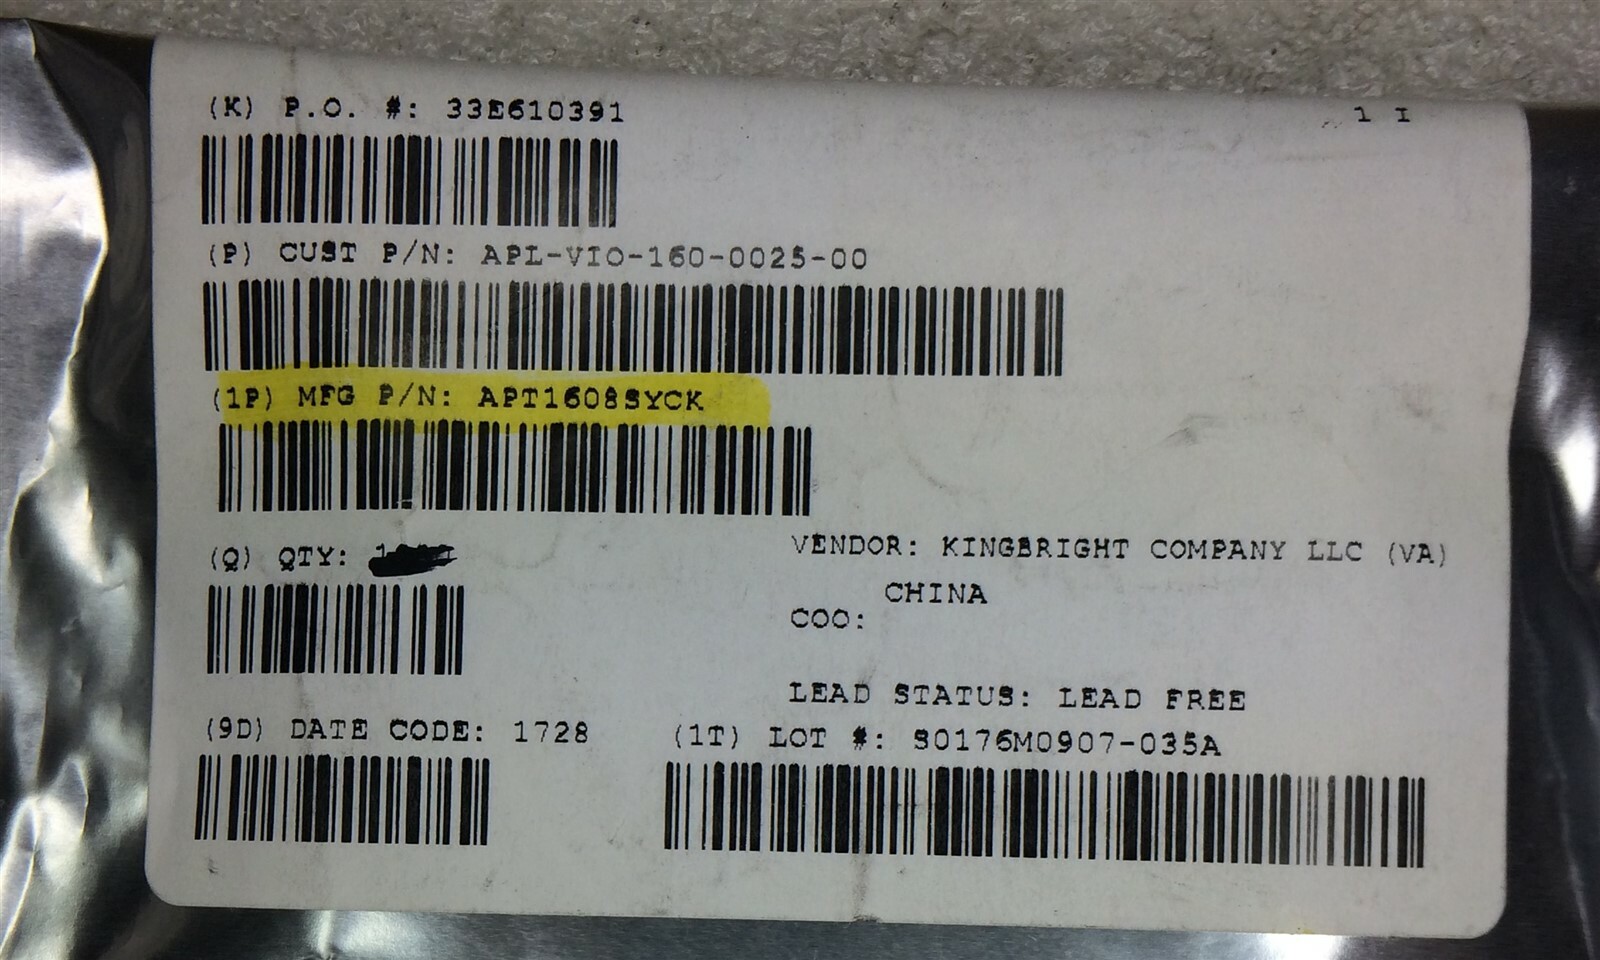 (K) P.O. #: 33E610391
1 I
(P) CUST P/N: APL-VIO-160-0025-00
(1P) MFG P/N: APT1608SYCK
(Q) QTY:
VENDOR: KINGBRIGHT COMPANY LLC (VA)
CHINA
COO:
LEAD STATUS: LEAD FREE
(9D) DATE CODE: 1728
(1T) LOT #: S0176M0907-035A